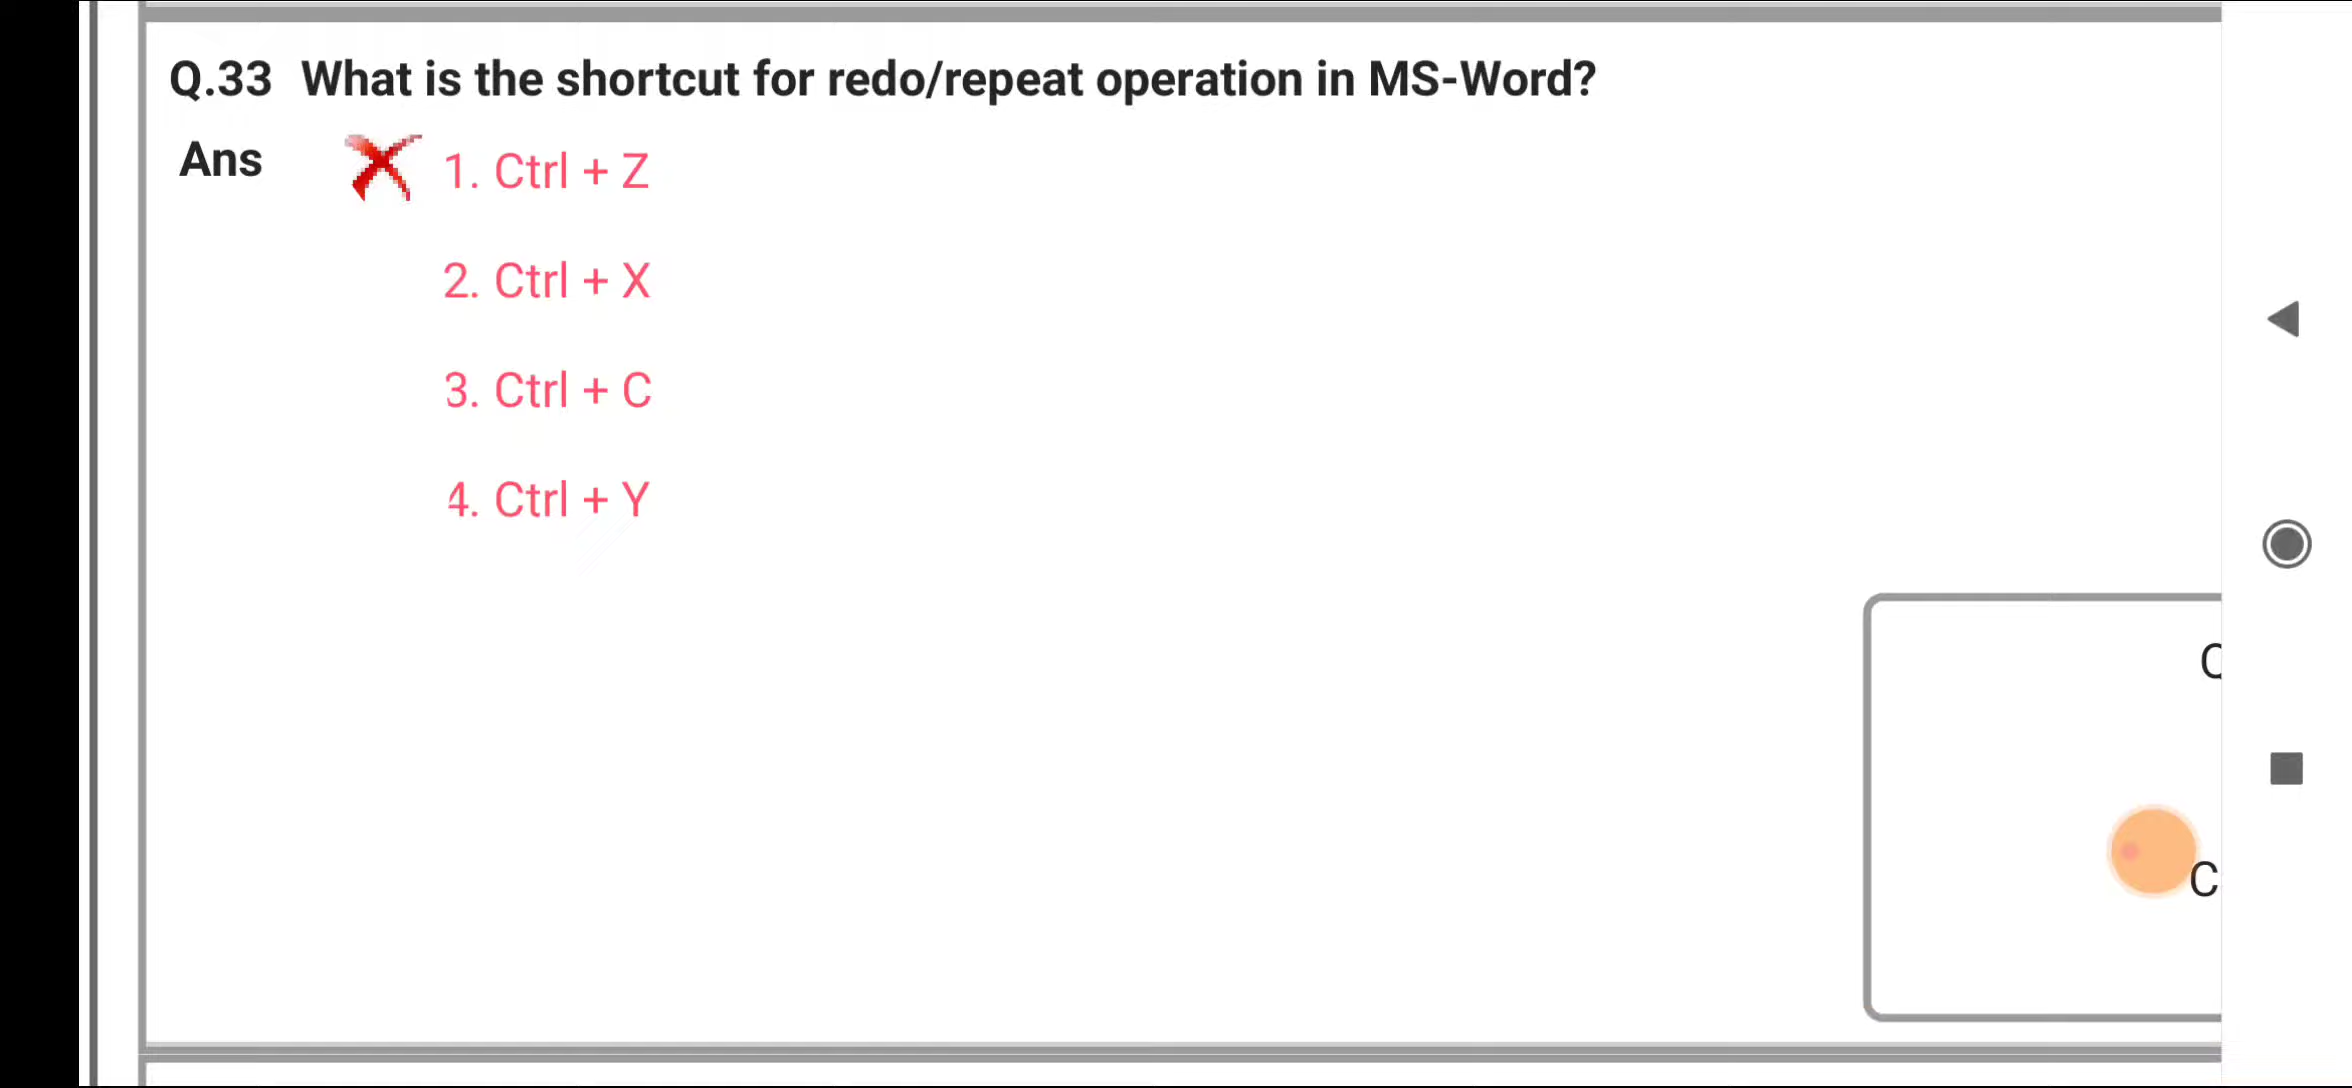 Q.33 What is the shortcut for redo/repeat operation in MS-Word?
Ans 1. Ctrl + Z
2. Ctrl + X
3. Ctrl + C
4. Ctrl + Y